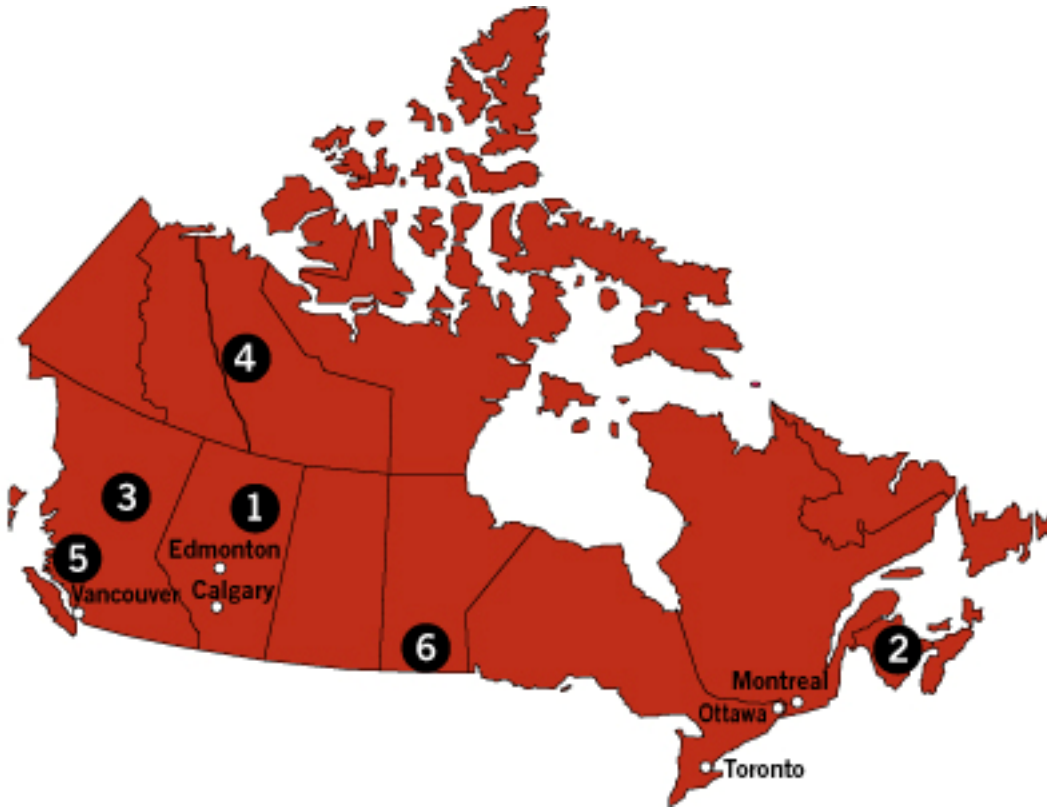 4
3
1
5
Edmonton
Vancouver
Calgary
6
2
Montreal
Ottawa
Toronto